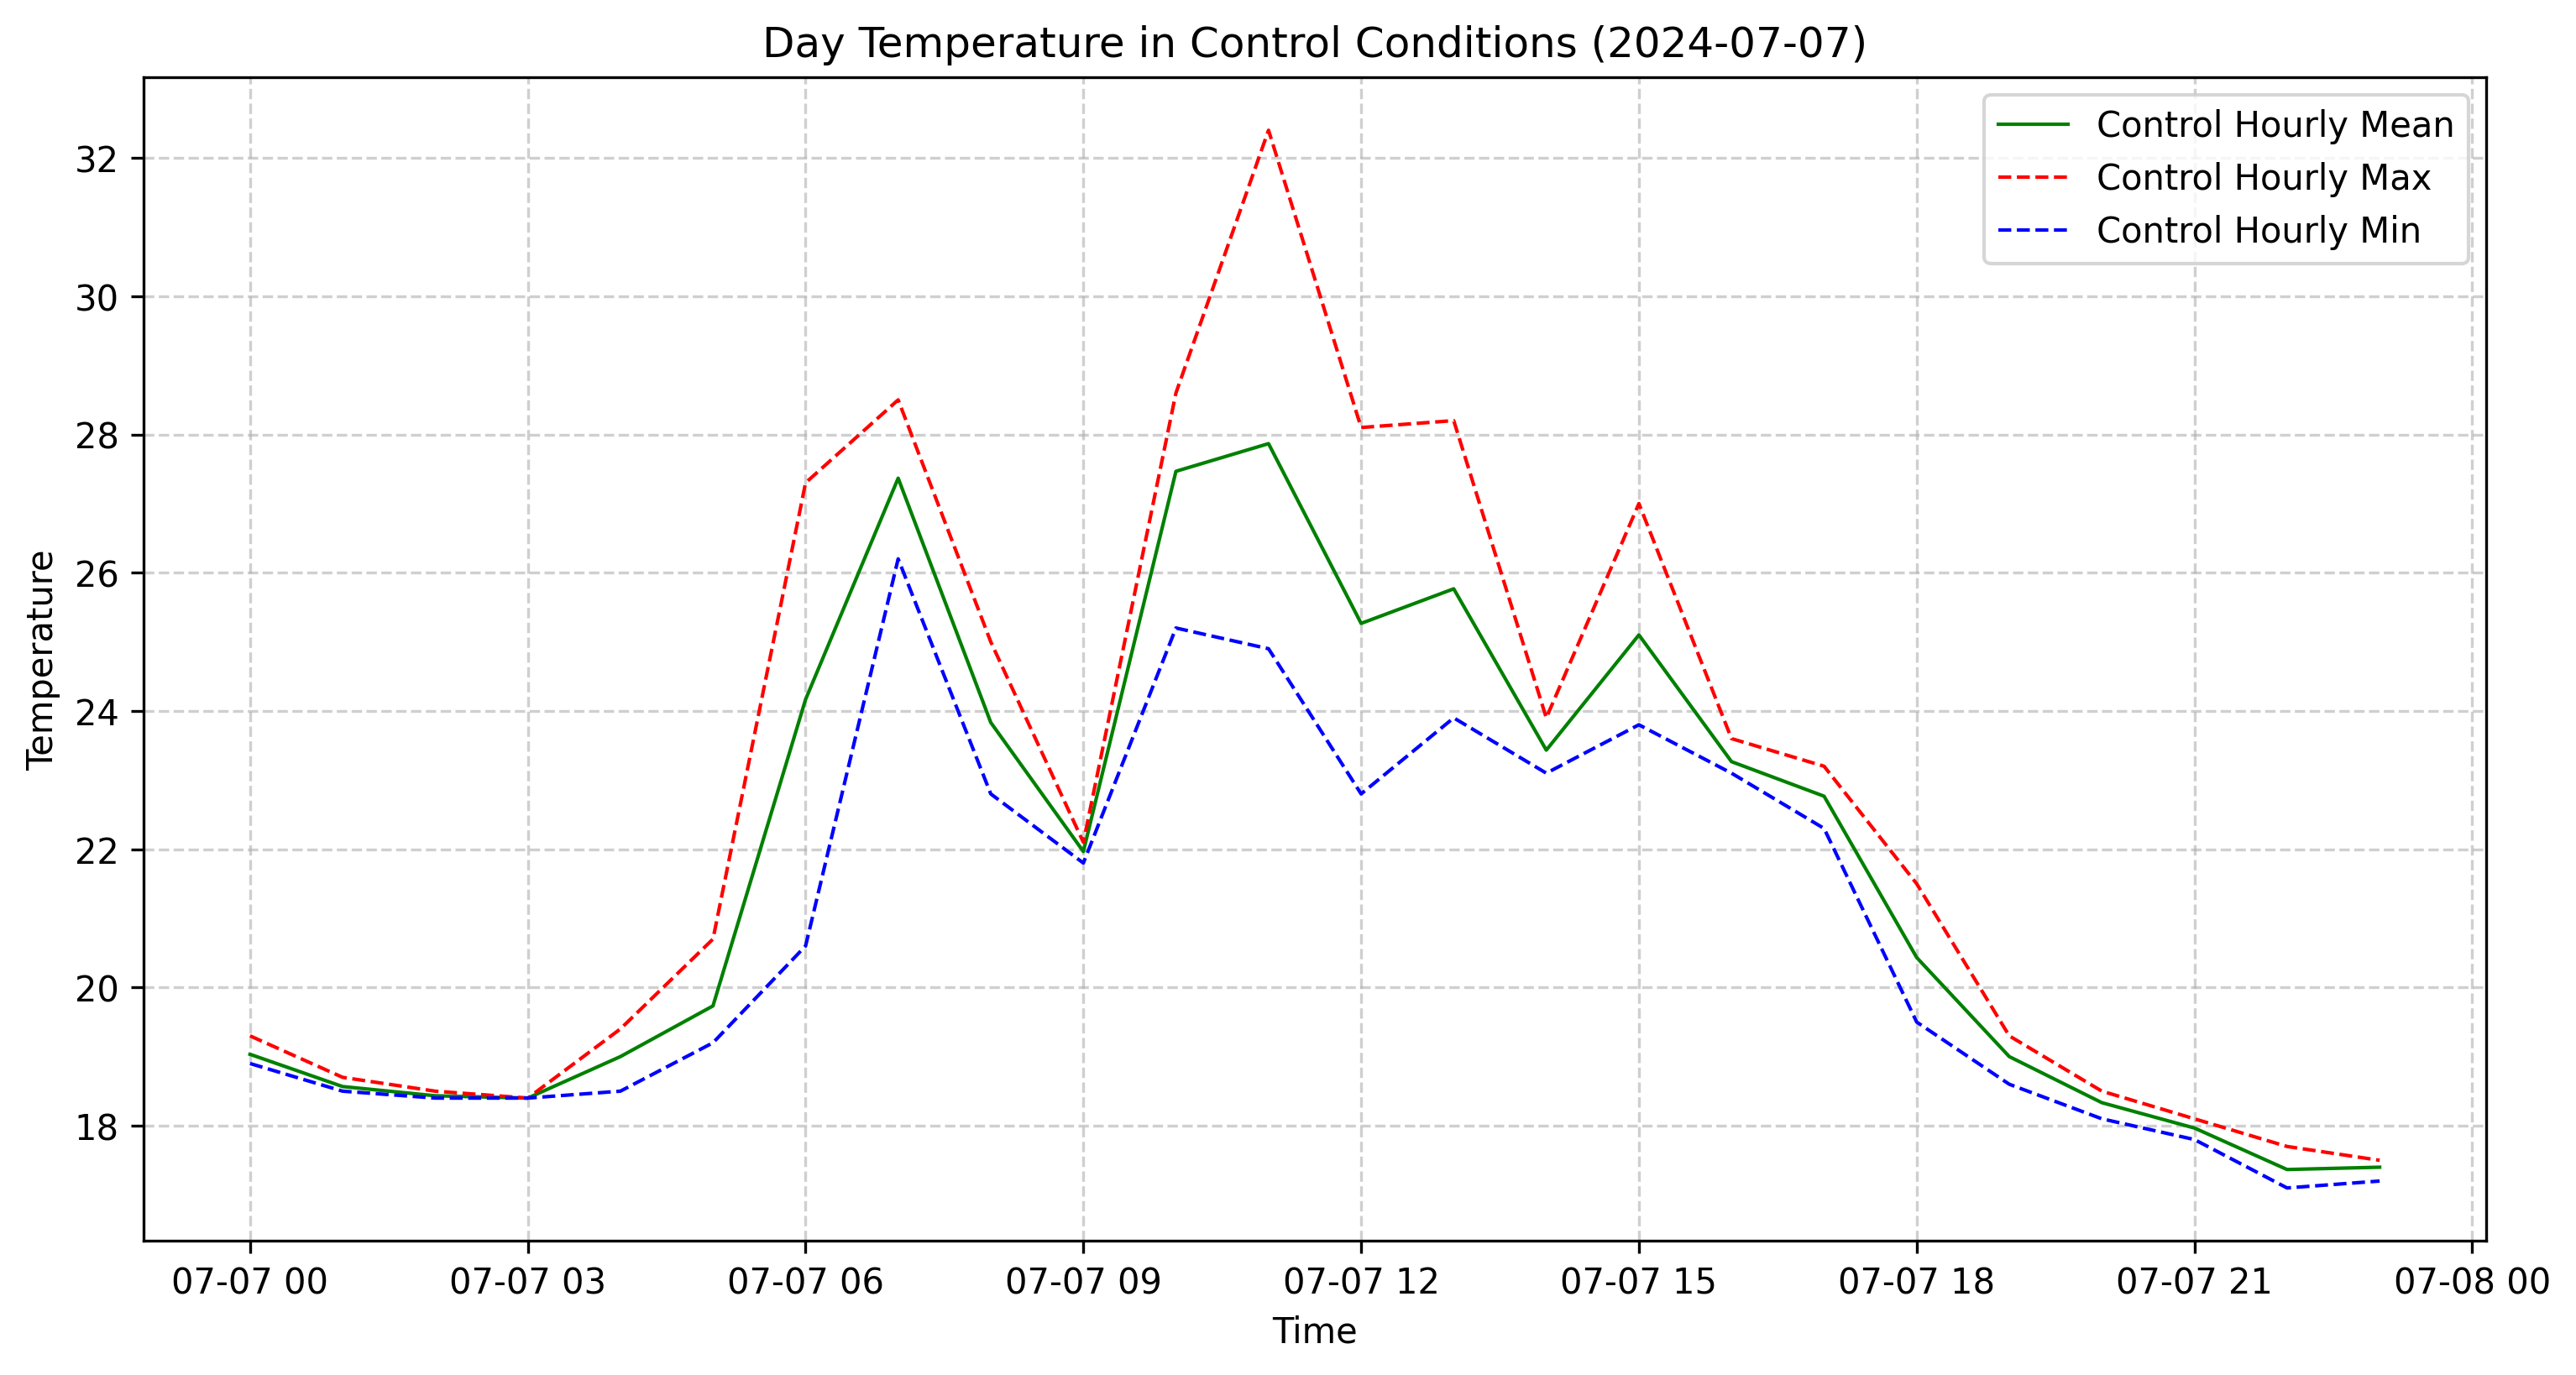 Day Temperature in Control Conditions (2024-07-07)
Control Hourly Mean
Control Hourly Max
Control Hourly Min
Temperature
32
30
28
26
24
22
20
18
07-07 00
07-07 03
07-07 06
07-07 09
07-07 12
07-07 15
07-07 18
07-07 21
07-08 00
Time